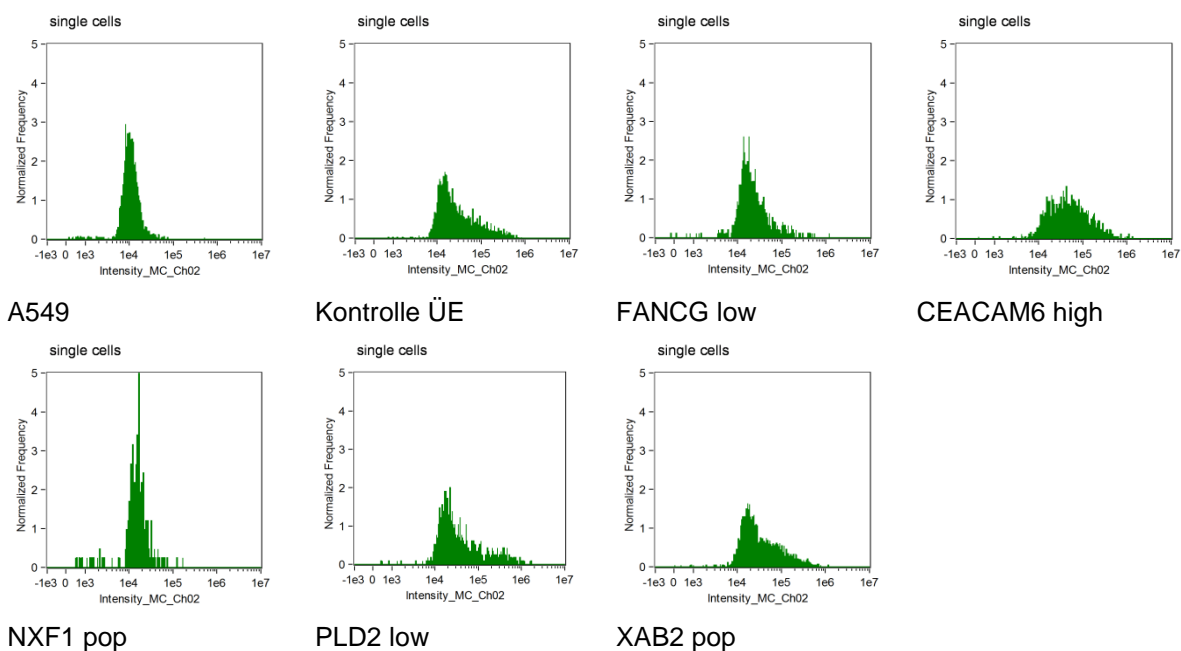 single cells
5
4
3
2
1
0
Normalized Frequency
-1e3 0 1e3 1e4 1e5 1e6 1e7
Intensity_MC_Ch02
A549
single cells
5
4
3
2
1
0
Normalized Frequency
-1e3 0 1e3 1e4 1e5 1e6 1e7
Intensity_MC_Ch02
Kontrolle ÜE
single cells
5
4
3
2
1
0
Normalized Frequency
-1e3 0 1e3 1e4 1e5 1e6 1e7
Intensity_MC_Ch02
FANCG low
single cells
5
4
3
2
1
0
Normalized Frequency
-1e3 0 1e3 1e4 1e5 1e6 1e7
Intensity_MC_Ch02
CEACAM6 high
single cells
5
4
3
2
1
0
Normalized Frequency
-1e3 0 1e3 1e4 1e5 1e6 1e7
Intensity_MC_Ch02
NXF1 pop
single cells
5
4
3
2
1
0
Normalized Frequency
-1e3 0 1e3 1e4 1e5 1e6 1e7
Intensity_MC_Ch02
PLD2 low
single cells
5
4
3
2
1
0
Normalized Frequency
-1e3 0 1e3 1e4 1e5 1e6 1e7
Intensity_MC_Ch02
XAB2 pop